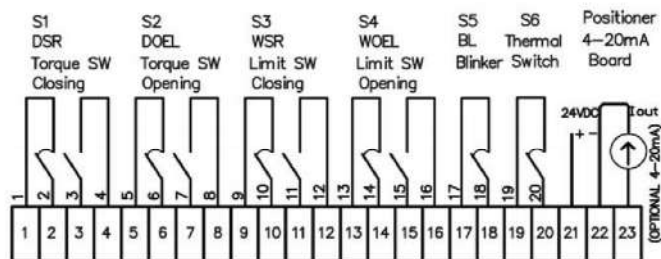 S1
DSR
Torque SW
Closing
S2
DOEL
Torque SW
Opening
S3
WSR
Limit SW
Closing
S4
WOEL
Limit SW
Opening
S5
BL
Blinker
S6
Thermal
Switch
Positioner
4-20mA
Board
24VDC
+ -
Iout
(OPTIONAL 4-20mA)
1 2 3 4 5 6 7 8 9 10 11 12 13 14 15 16 17 18 19 20
1 2 3 4 5 6 7 8 9 10 11 12 13 14 15 16 17 18 19 20 21 22 23